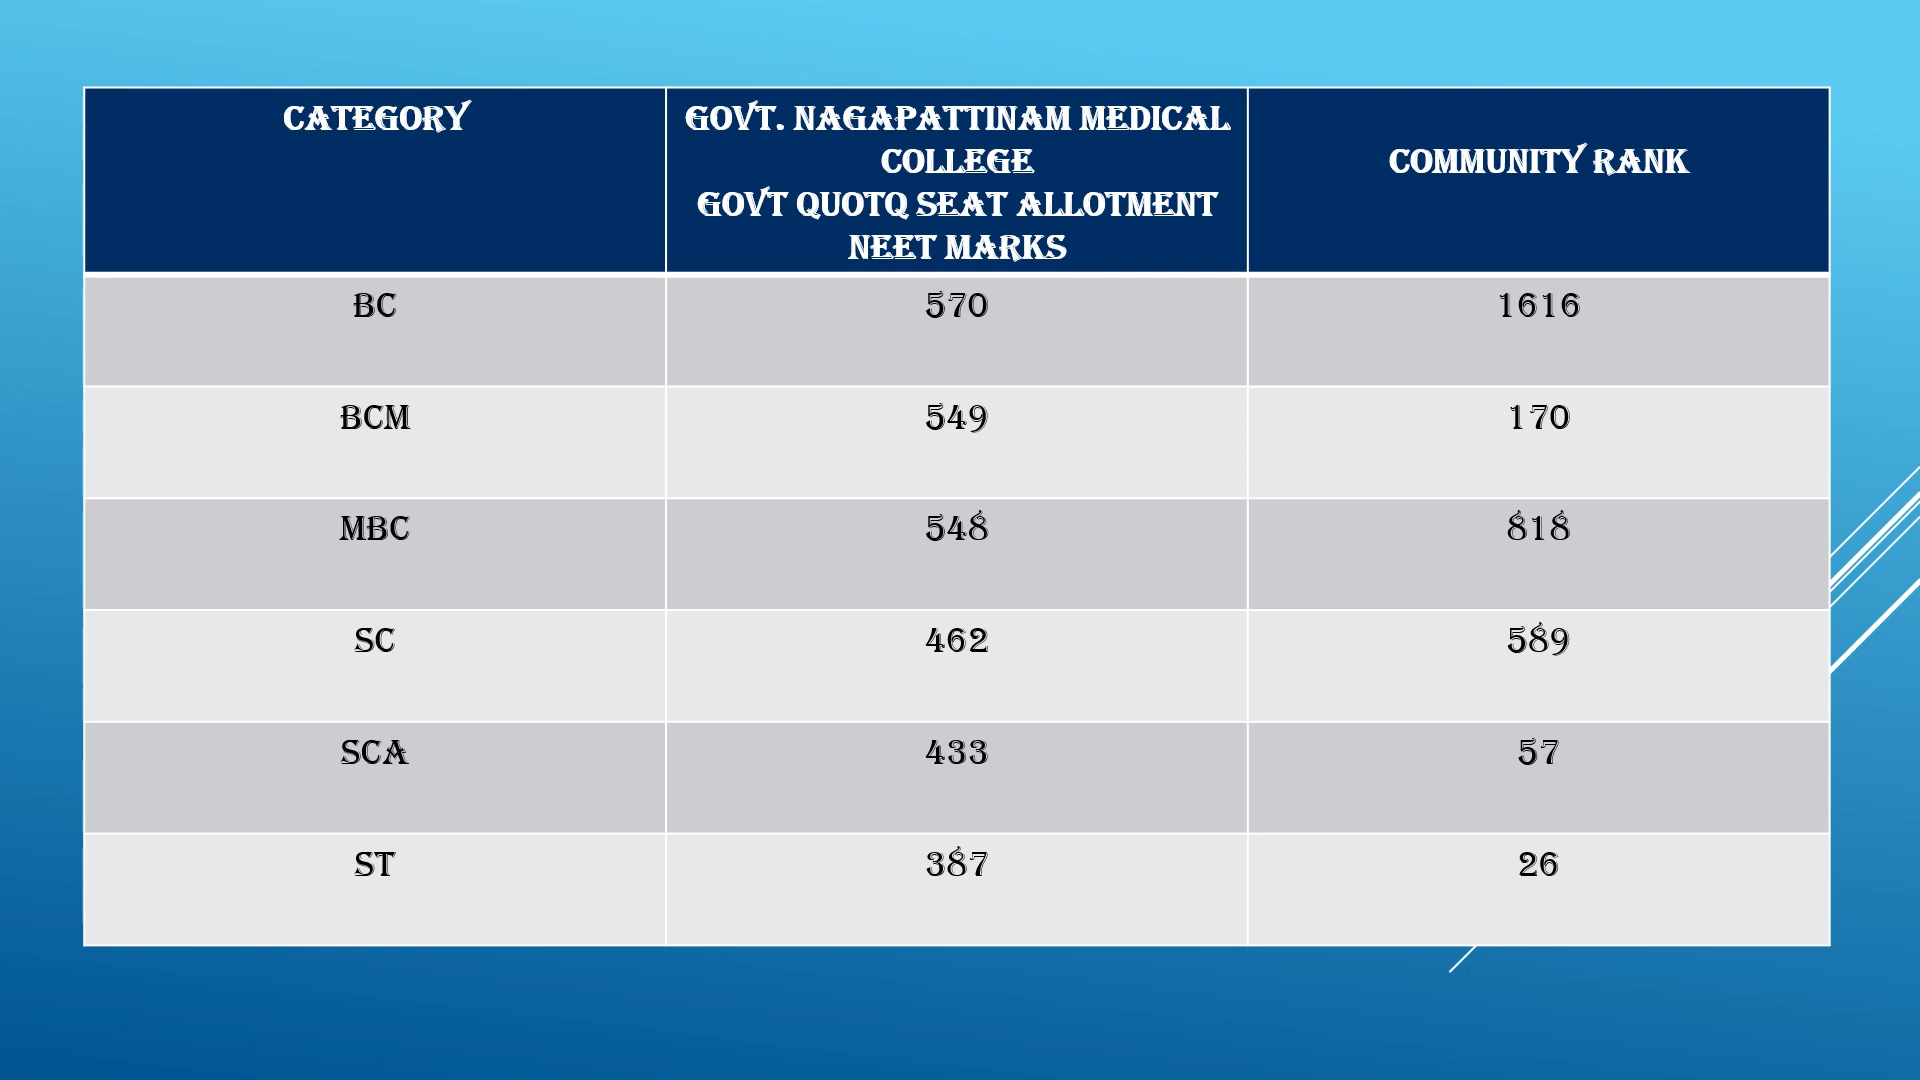 CATEGORY
GOVT. NAGAPATTINAM MEDICAL
COLLEGE
GOVT QUOTQ SEAT ALLOTMENT
NEET MARKS
COMMUNITY RANK
BC 570 1616
BCM 549 170
MBC 548 818
SC 462 589
SCA 433 57
ST 387 26